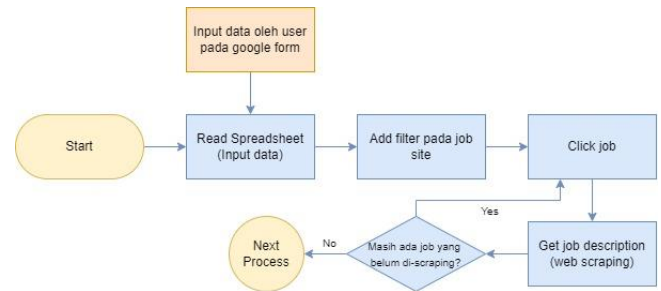 Input data oleh user
pada google form
Start
Read Spreadsheet
(Input data)
Add filter pada job
site
Click job
Yes
Next
Process
No
Masih ada job yang
belum di-scraping?
Get job description
(web scraping)